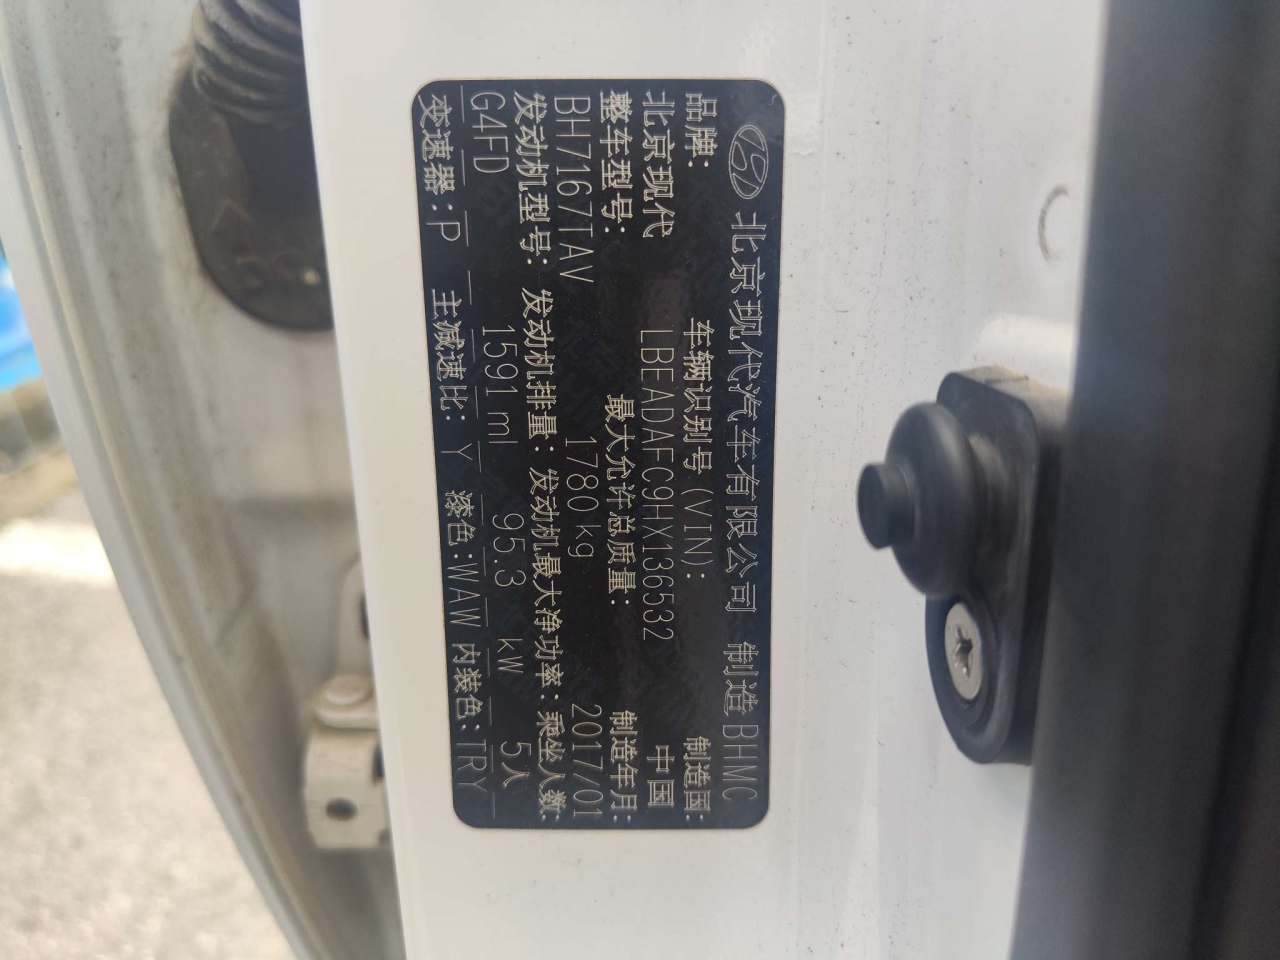 北京现代汽车有限公司 制造 BHMC
品牌: 车辆识别号(VIN): 制造国:
北京现代 LBEADAFC9HX136532 中国
整车型号: 最大允许总质量: 制造年月:
BH7167TAV 1780kg 2017/01
发动机型号: 发动机排量: 发动机最大净功率: 乘坐人数:
G4FD 1591 ml 95.3 kW 5人
变速器: P 主减速比: Y 漆色:WAW 内装色:TRY